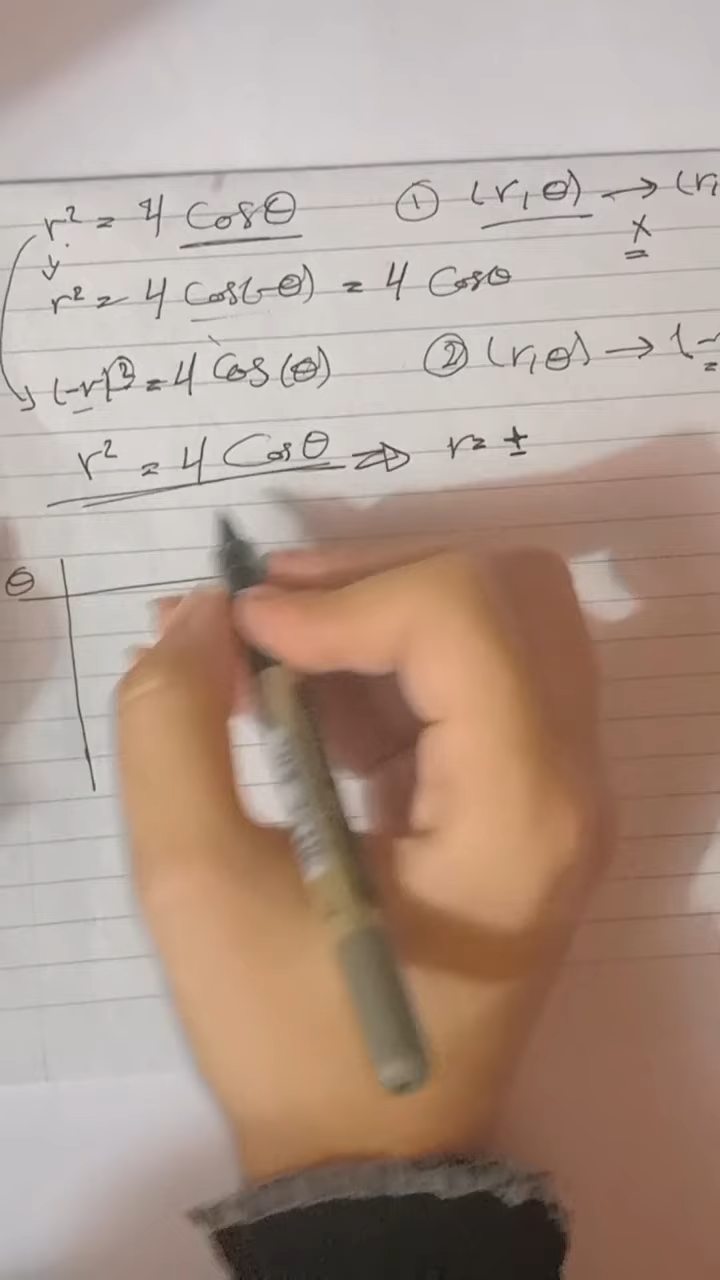 r² = 4 Cosθ ① (r, θ) → (r,
x
r² = 4 Cos(-θ) = 4 Cosθ
(-r)² = 4 Cos(θ) ② (r, θ) → (-
r² = 4 Cosθ ⇒ r = ±
θ